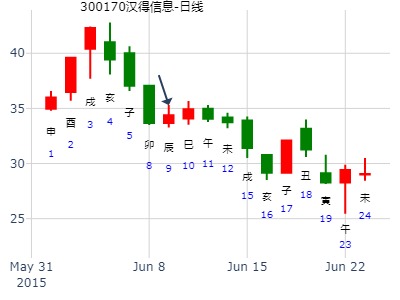 300170汉得信息-日线
40
35
30
25
申
1
酉
2
戌
3
亥
4
子
5
卯
8
辰
9
巳
10
午
11
未
12
戌
15
亥
16
子
17
丑
18
寅
19
午
23
未
24
May 31
2015
Jun 8
Jun 15
Jun 22